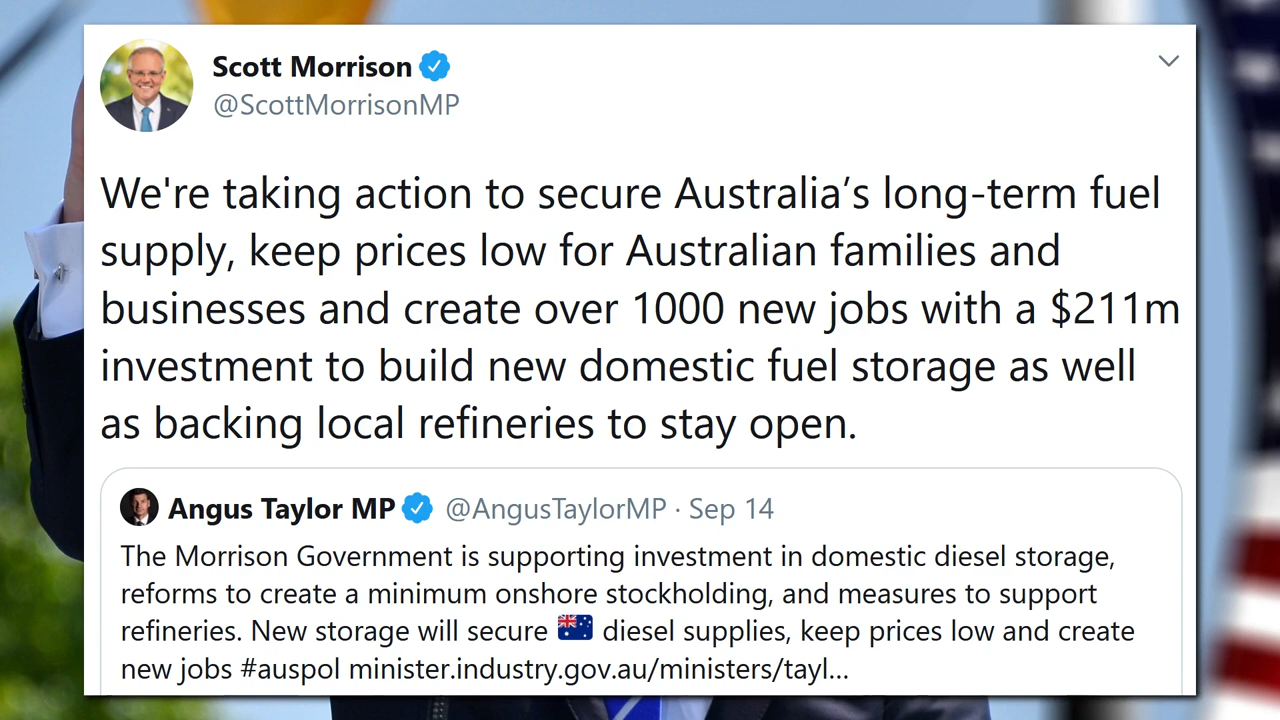 Scott Morrison
@ScottMorrisonMP
We're taking action to secure Australia’s long-term fuel
supply, keep prices low for Australian families and
businesses and create over 1000 new jobs with a $211m
investment to build new domestic fuel storage as well
as backing local refineries to stay open.
Angus Taylor MP @AngusTaylorMP · Sep 14
The Morrison Government is supporting investment in domestic diesel storage,
reforms to create a minimum onshore stockholding, and measures to support
refineries. New storage will secure 🇦🇺 diesel supplies, keep prices low and create
new jobs #auspol minister.industry.gov.au/ministers/tayl...